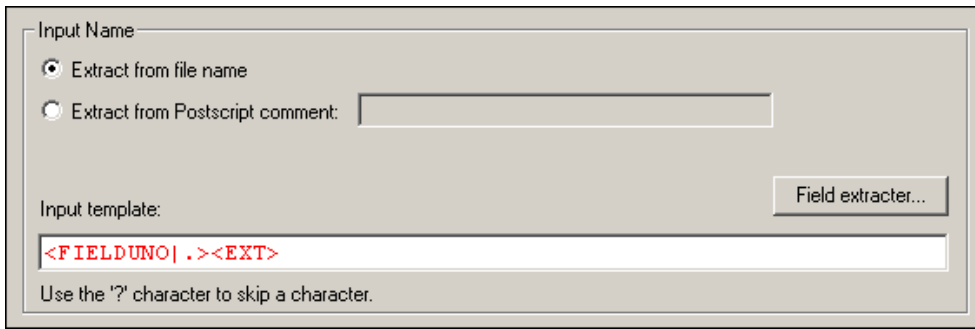 Input Name
Extract from file name
Extract from Postscript comment:
Field extracter...
Input template:
<FIELDUNO|.><EXT>
Use the '?' character to skip a character.